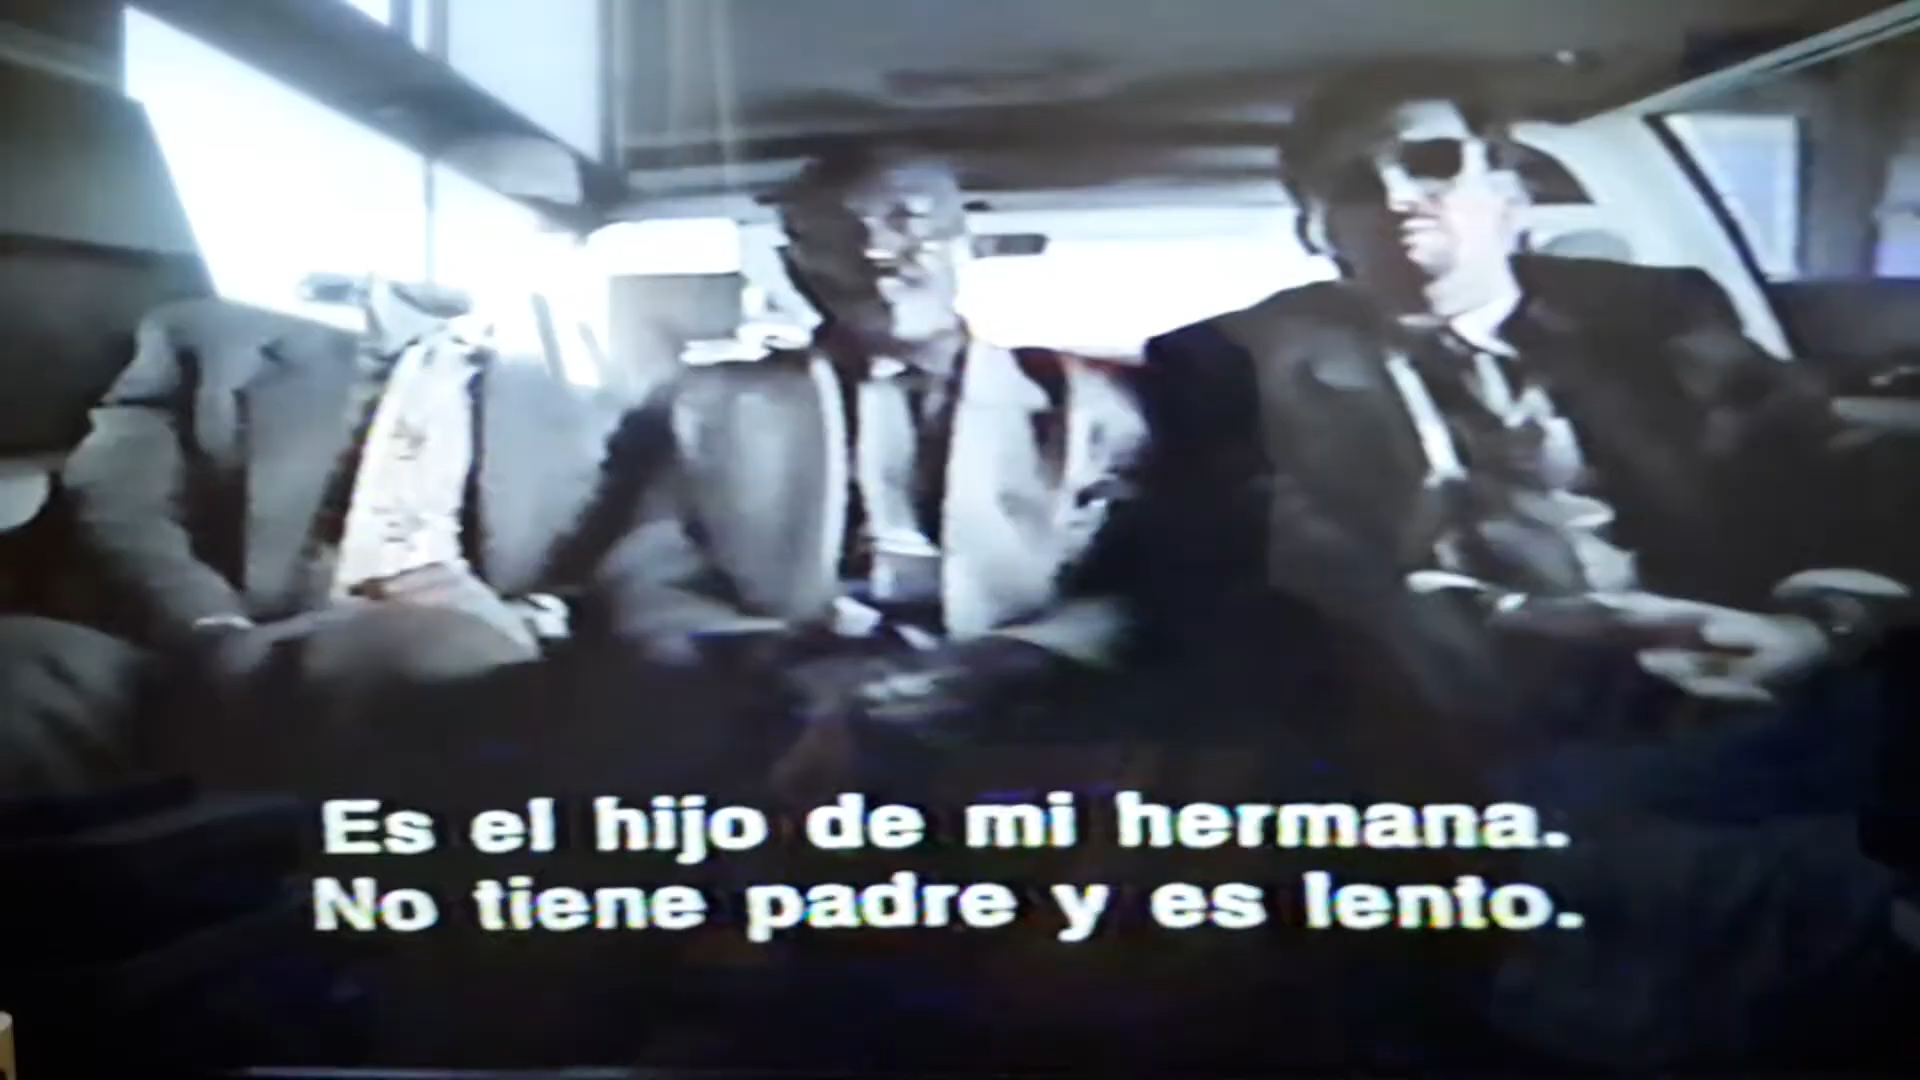 Es el hijo de mi hermana.
No tiene padre y es lento.